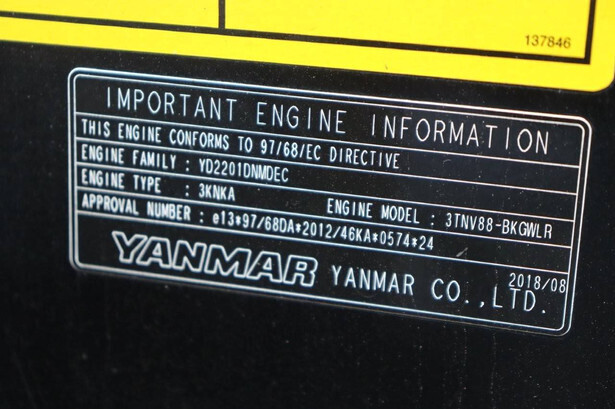 137846
IMPORTANT ENGINE INFORMATION
THIS ENGINE CONFORMS TO 97/68/EC DIRECTIVE
ENGINE FAMILY : YD2201DNMDEC
ENGINE TYPE : 3KNKA ENGINE MODEL : 3TNV88-BKGWLR
APPROVAL NUMBER : e13*97/68DA*2012/46KA*0574*24
2018/08
YANMAR YANMAR CO.,LTD.